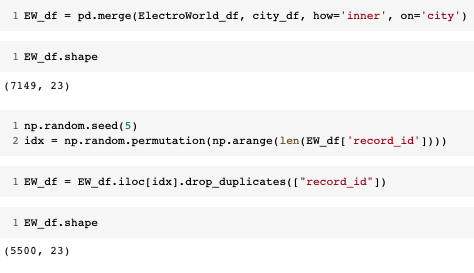 1 EW_df = pd.merge(ElectroWorld_df, city_df, how='inner', on='city')
1 EW_df.shape
(7149, 23)
1 np.random.seed(5)
2 idx = np.random.permutation(np.arange(len(EW_df['record_id'])))
1 EW_df = EW_df.iloc[idx].drop_duplicates(["record_id"])
1 EW_df.shape
(5500, 23)